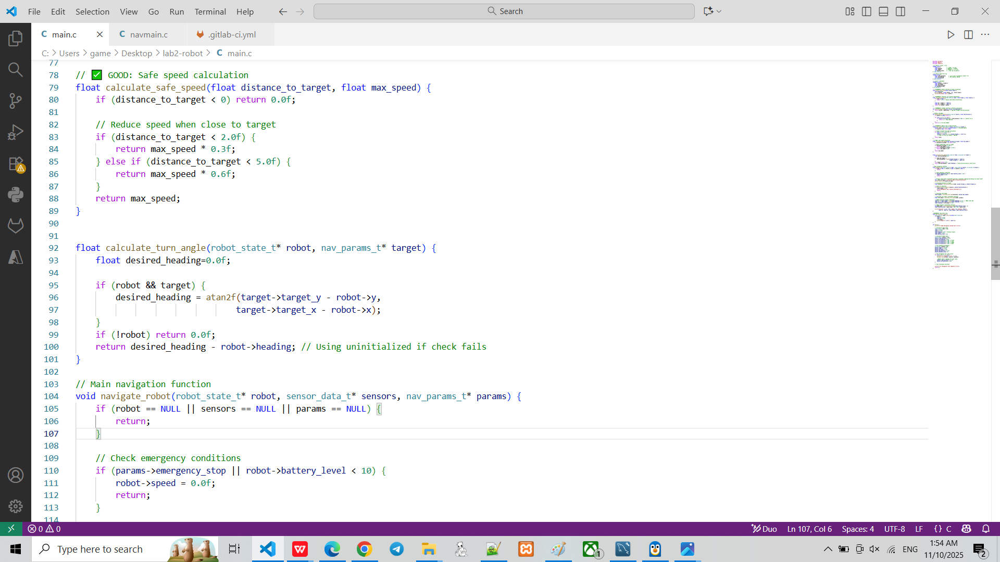 File Edit Selection View Go Run Terminal Help
Search
C main.c
C navmain.c
.gitlab-ci.yml
C: > Users > game > Desktop > lab2-robot > C main.c
77
78 // ✅ GOOD: Safe speed calculation
79 float calculate_safe_speed(float distance_to_target, float max_speed) {
80 if (distance_to_target < 0) return 0.0f;
81
82 // Reduce speed when close to target
83 if (distance_to_target < 2.0f) {
84 return max_speed * 0.3f;
85 } else if (distance_to_target < 5.0f) {
86 return max_speed * 0.6f;
87 }
88 return max_speed;
89 }
90
91
92 float calculate_turn_angle(robot_state_t* robot, nav_params_t* target) {
93 float desired_heading=0.0f;
94
95 if (robot && target) {
96 desired_heading = atan2f(target->target_y - robot->y,
97 target->target_x - robot->x);
98 }
99 if (!robot) return 0.0f;
100 return desired_heading - robot->heading; // Using uninitialized if check fails
101 }
102
103 // Main navigation function
104 void navigate_robot(robot_state_t* robot, sensor_data_t* sensors, nav_params_t* params) {
105 if (robot == NULL || sensors == NULL || params == NULL) {
106 return;
107 }
108
109 // Check emergency conditions
110 if (params->emergency_stop || robot->battery_level < 10) {
111 robot->speed = 0.0f;
112 return;
113 }
114
0 0
Duo Ln 107, Col 6 Spaces: 4 UTF-8 LF {} C
Type here to search
1
ENG
1:54 AM
11/10/2025
2